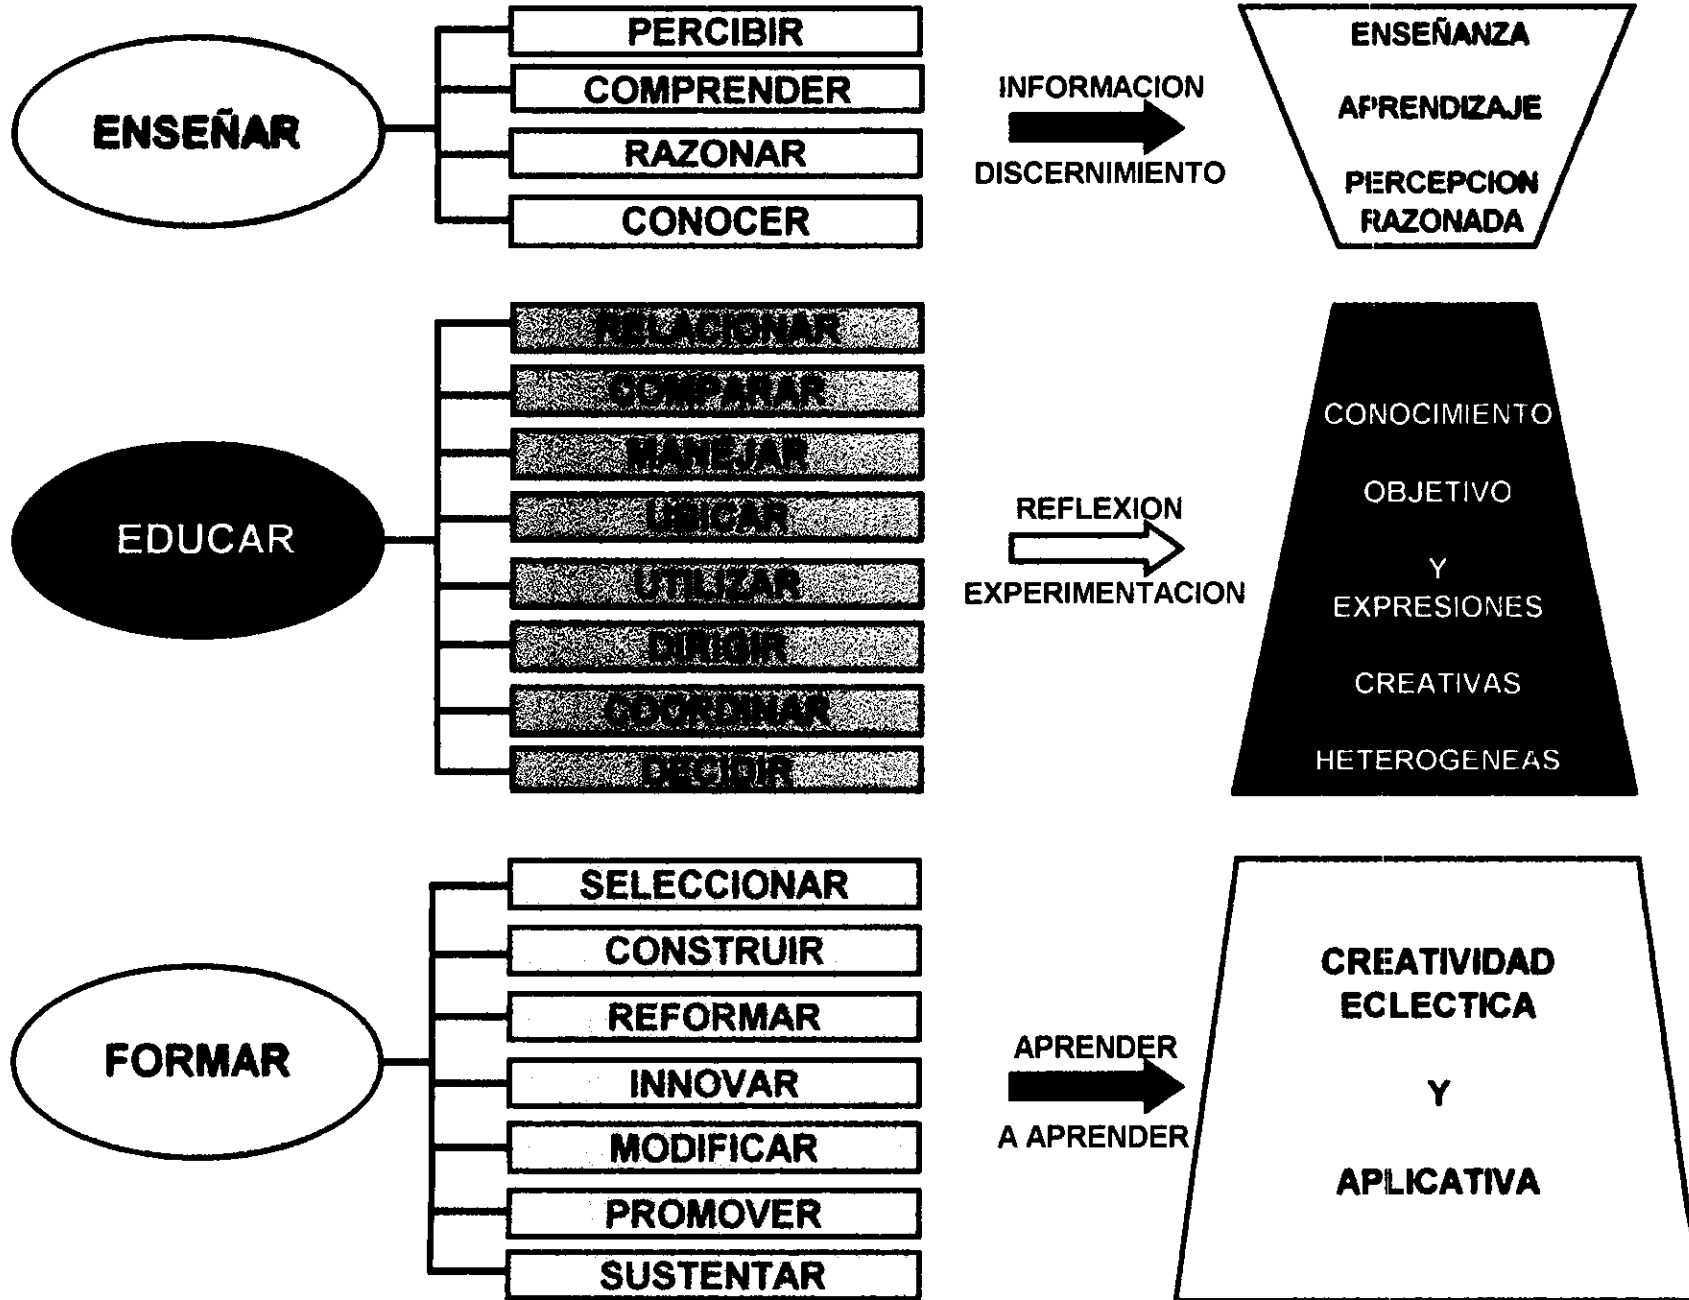 ENSEÑAR
PERCIBIR
COMPRENDER
RAZONAR
CONOCER
INFORMACION
DISCERNIMIENTO
ENSEÑANZA
APRENDIZAJE
PERCEPCION
RAZONADA
EDUCAR
RELACIONAR
COMPARAR
MANEJAR
UBICAR
UTILIZAR
DIRIGIR
COORDINAR
DECIDIR
REFLEXION
EXPERIMENTACION
CONOCIMIENTO
OBJETIVO
Y
EXPRESIONES
CREATIVAS
HETEROGENEAS
FORMAR
SELECCIONAR
CONSTRUIR
REFORMAR
INNOVAR
MODIFICAR
PROMOVER
SUSTENTAR
APRENDER
A APRENDER
CREATIVIDAD
ECLECTICA
Y
APLICATIVA